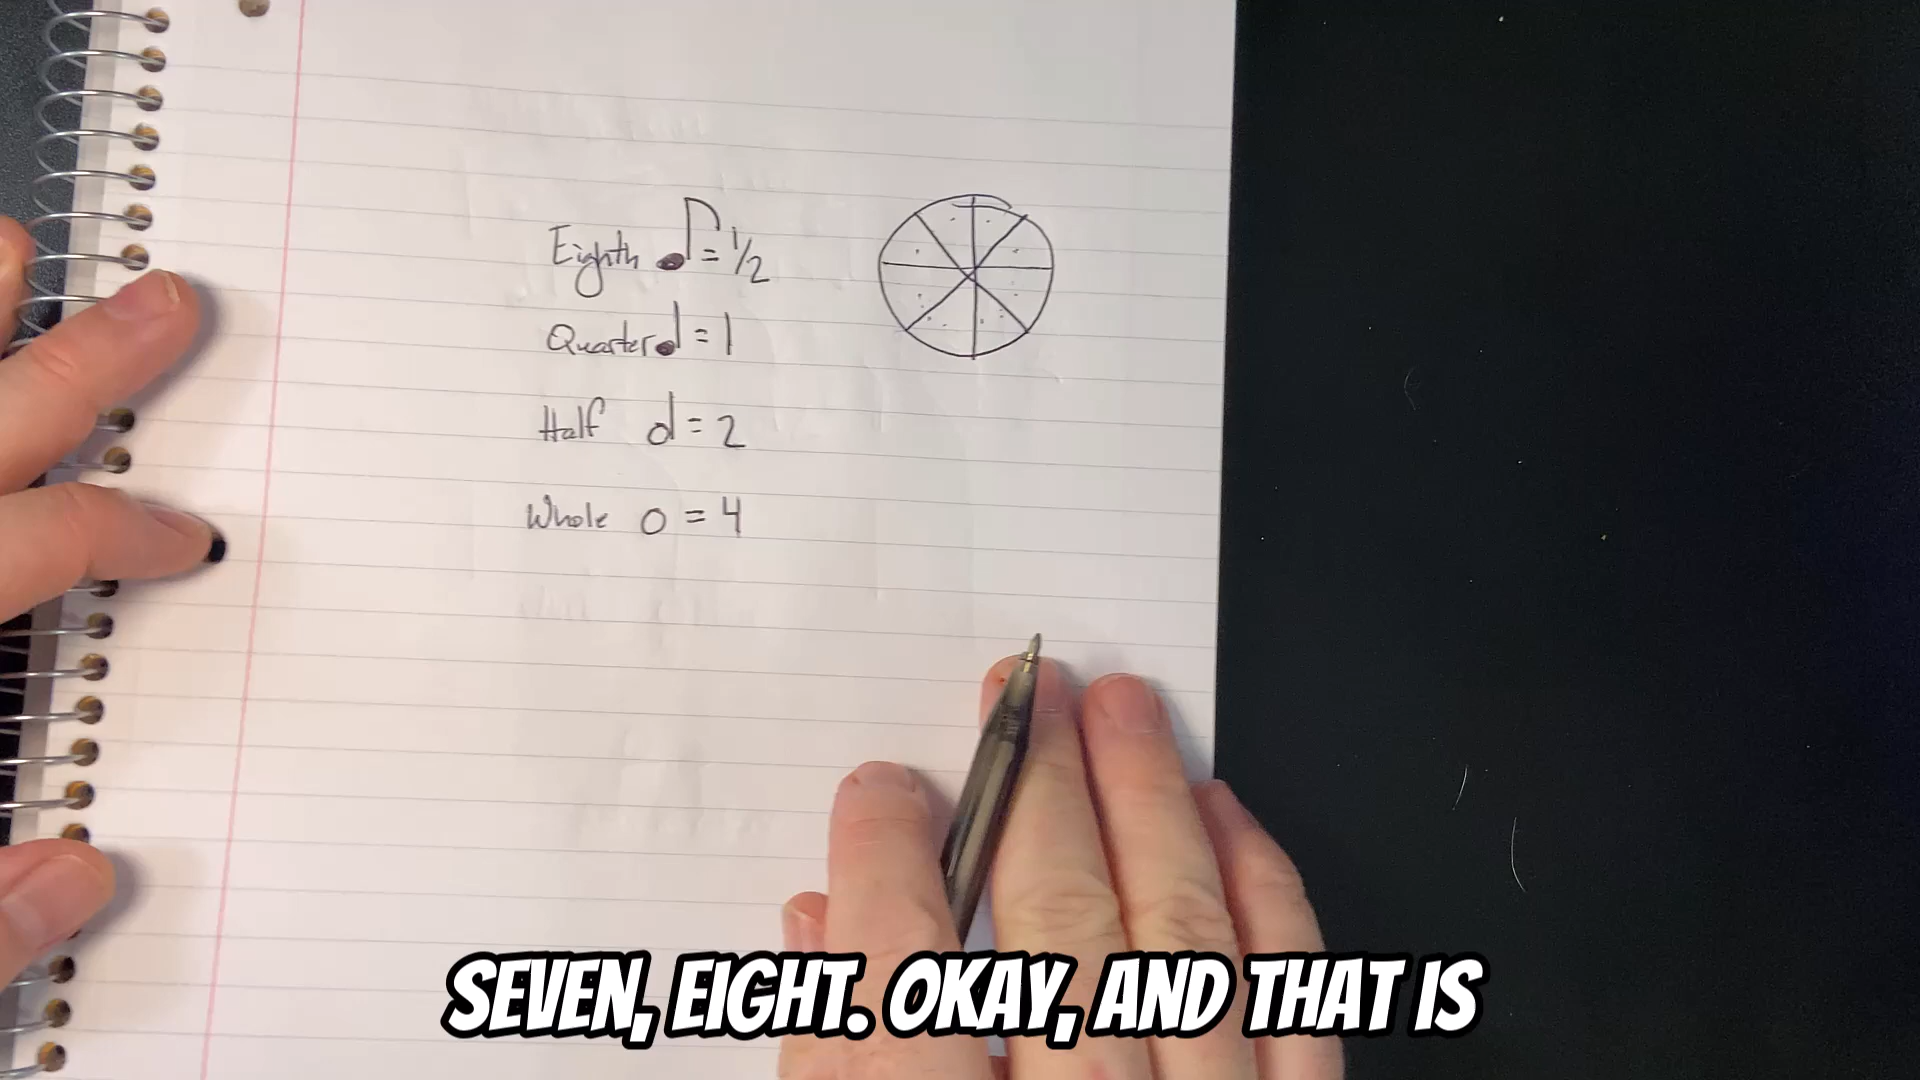 Eighth ♪ = 1/2
Quarter ♩ = 1
Half 𝅗𝅥 = 2
Whole o = 4
SEVEN, EIGHT. OKAY, AND THAT IS